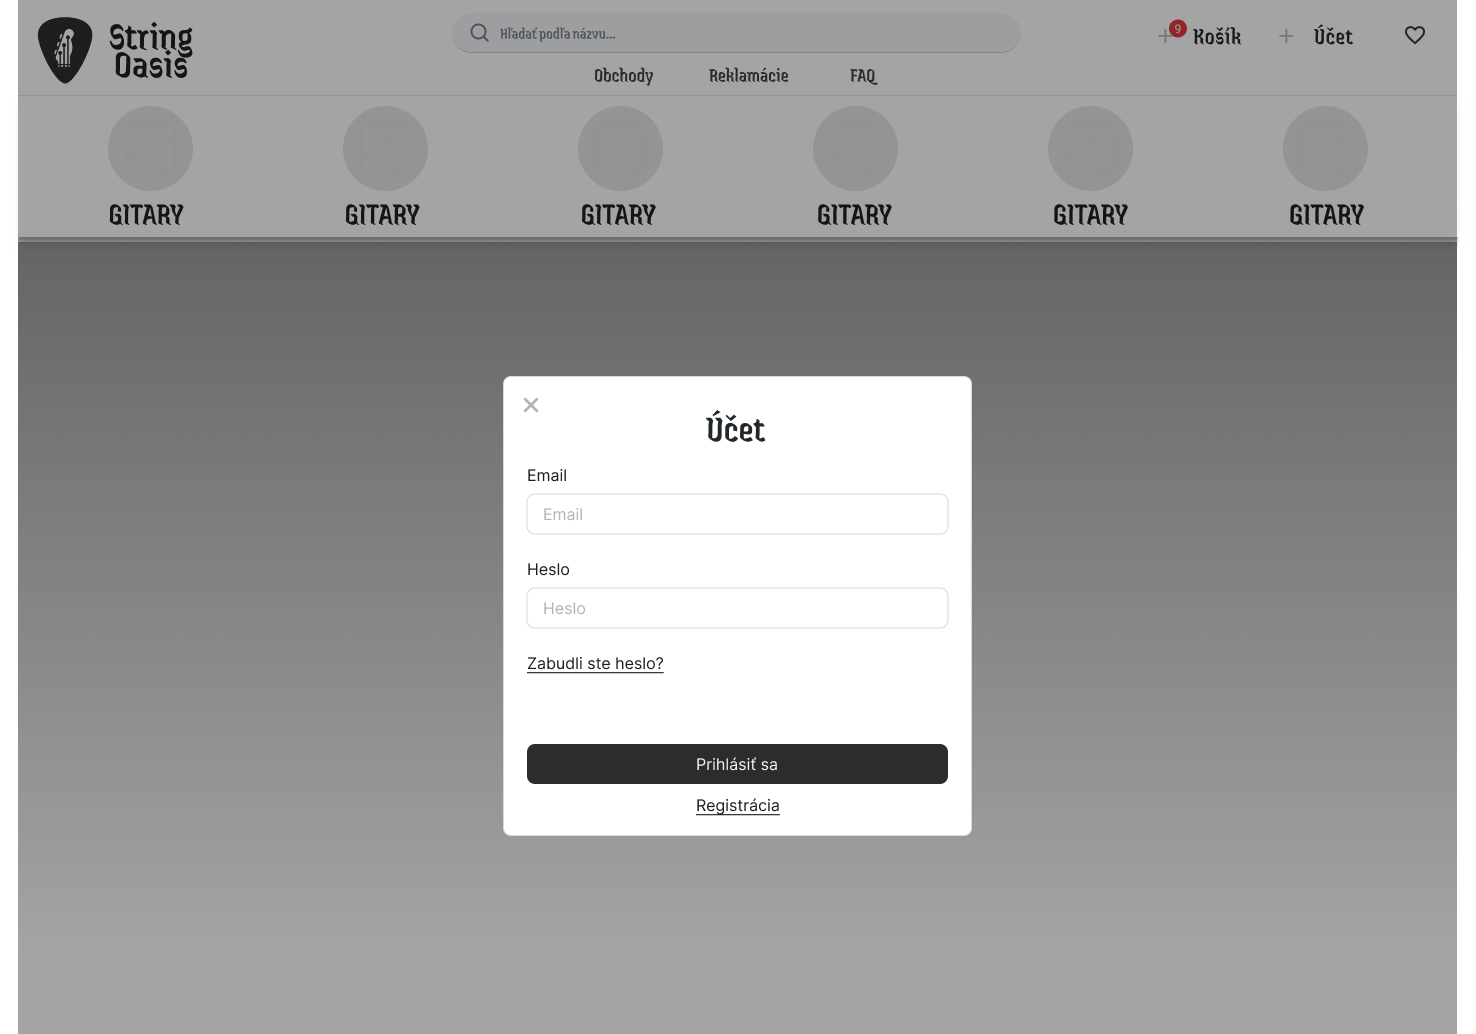 String
Oasis
Hľadať podľa názvu...
9
Košík
Účet
Obchody
Reklamácie
FAQ
GITARY
GITARY
GITARY
GITARY
GITARY
GITARY
Účet
Email
Email
Heslo
Heslo
Zabudli ste heslo?
Prihlásiť sa
Registrácia